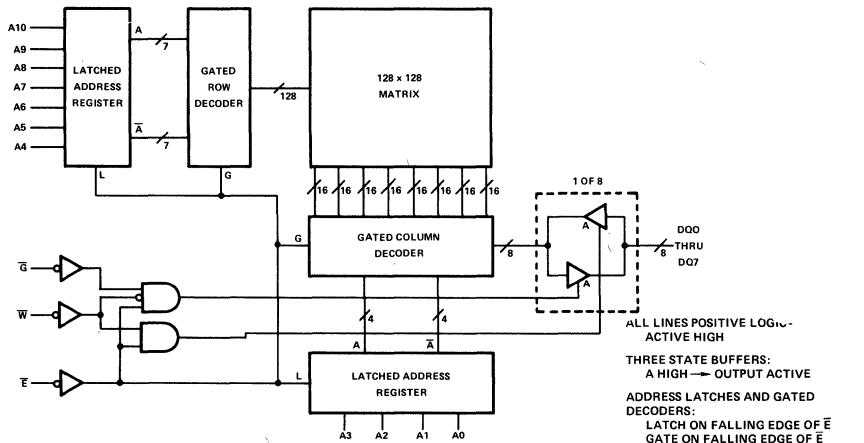 A10
A9
A8
A7
A6
A5
A4
LATCHED
ADDRESS
REGISTER
A
7
A̅
7
L
GATED
ROW
DECODER
G
128
128 x 128
MATRIX
16 16 16 16 16 16 16 16
G
GATED COLUMN
DECODER
8
1 OF 8
A
A
8
DQ0
THRU
DQ7
G̅
W̅
E̅
4
4
A
A̅
L
LATCHED ADDRESS
REGISTER
A3 A2 A1 A0
ALL LINES POSITIVE LOGIC-
ACTIVE HIGH
THREE STATE BUFFERS:
A HIGH → OUTPUT ACTIVE
ADDRESS LATCHES AND GATED
DECODERS:
LATCH ON FALLING EDGE OF E̅
GATE ON FALLING EDGE OF E̅